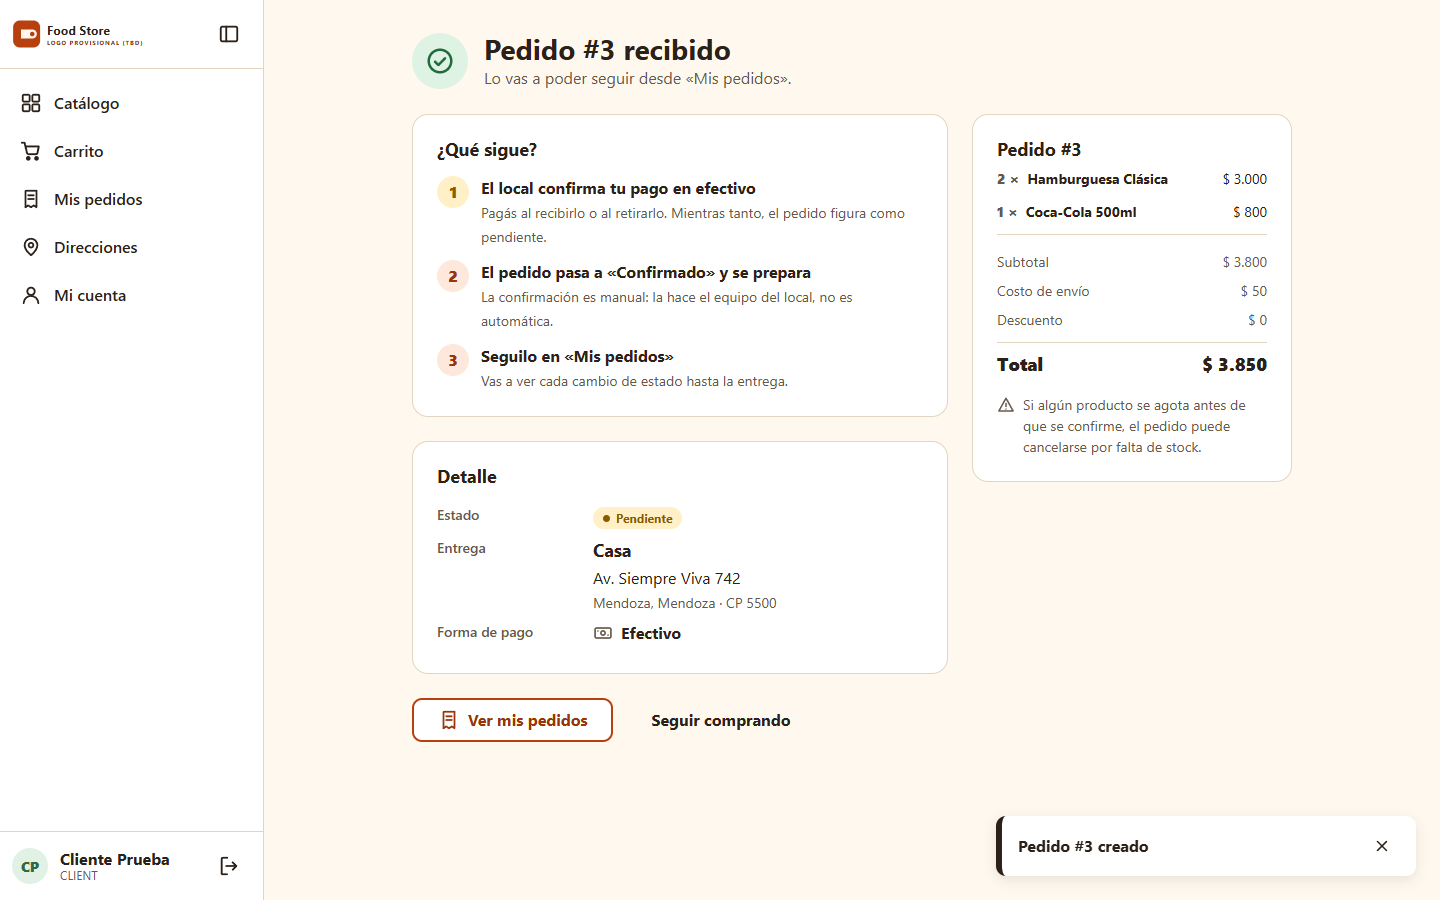 Food Store
LOGO PROVISIONAL (TBD)
Catálogo
Carrito
Mis pedidos
Direcciones
Mi cuenta
CP
Cliente Prueba
CLIENT
Pedido #3 recibido
Lo vas a poder seguir desde «Mis pedidos».
¿Qué sigue?
1
El local confirma tu pago en efectivo
Pagás al recibirlo o al retirarlo. Mientras tanto, el pedido figura como
pendiente.
2
El pedido pasa a «Confirmado» y se prepara
La confirmación es manual: la hace el equipo del local, no es
automática.
3
Seguilo en «Mis pedidos»
Vas a ver cada cambio de estado hasta la entrega.
Detalle
Estado
Pendiente
Entrega
Casa
Av. Siempre Viva 742
Mendoza, Mendoza · CP 5500
Forma de pago
Efectivo
Ver mis pedidos
Seguir comprando
Pedido #3
2 × Hamburguesa Clásica $ 3.000
1 × Coca-Cola 500ml $ 800
Subtotal $ 3.800
Costo de envío $ 50
Descuento $ 0
Total $ 3.850
Si algún producto se agota antes de
que se confirme, el pedido puede
cancelarse por falta de stock.
Pedido #3 creado